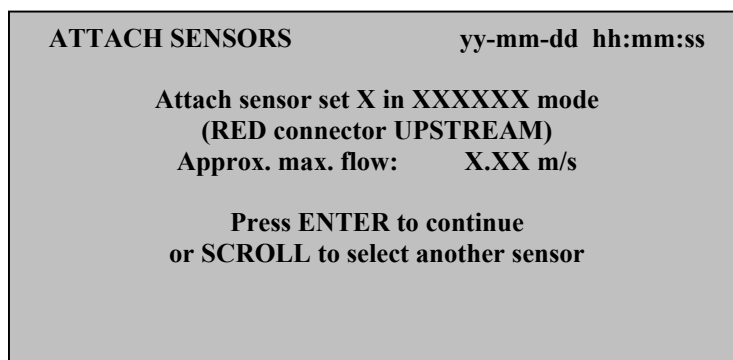 ATTACH SENSORS yy-mm-dd hh:mm:ss
Attach sensor set X in XXXXXX mode
(RED connector UPSTREAM)
Approx. max. flow: X.XX m/s
Press ENTER to continue
or SCROLL to select another sensor